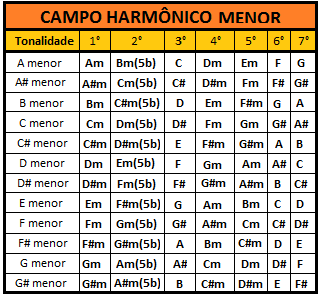 CAMPO HARMÔNICO MENOR
Tonalidade 1° 2° 3° 4° 5° 6° 7°
A menor Am Bm(5b) C Dm Em F G
A# menor A#m Cm(5b) C# D#m Fm F# G#
B menor Bm C#m(5b) D Em F#m G A
C menor Cm Dm(5b) D# Fm Gm G# A#
C# menor C#m D#m(5b) E F#m G#m A B
D menor Dm Em(5b) F Gm Am A# C
D# menor D#m Fm(5b) F# G#m A#m B C#
E menor Em F#m(5b) G Am Bm C D
F menor Fm Gm(5b) G# A#m Cm C# D#
F# menor F#m G#m(5b) A Bm C#m D E
G menor Gm Am(5b) A# Cm Dm D# F
G# menor G#m A#m(5b) B C#m D#m E F#